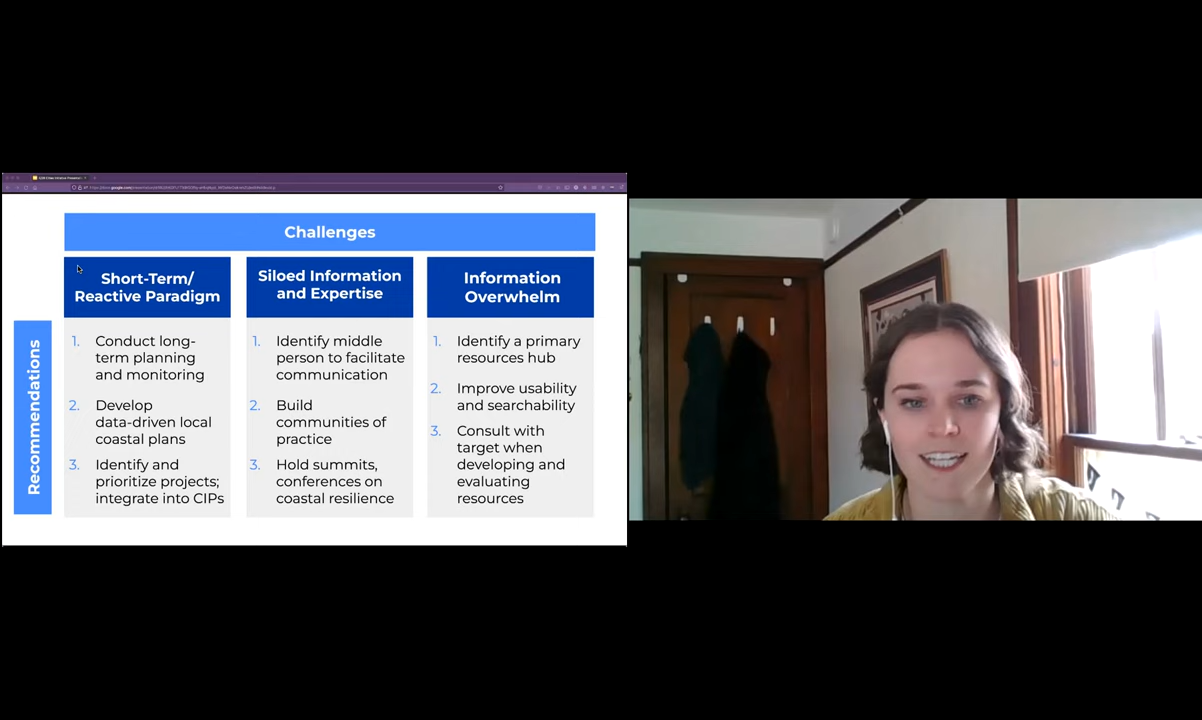 Challenges
Short-Term/
Reactive Paradigm
Siloed Information
and Expertise
Information
Overwhelm
Recommendations
1. Conduct long-
term planning
and monitoring
2. Develop
data-driven local
coastal plans
3. Identify and
prioritize projects;
integrate into CIPs
1. Identify middle
person to facilitate
communication
2. Build
communities of
practice
3. Hold summits,
conferences on
coastal resilience
1. Identify a primary
resources hub
2. Improve usability
and searchability
3. Consult with
target when
developing and
evaluating
resources